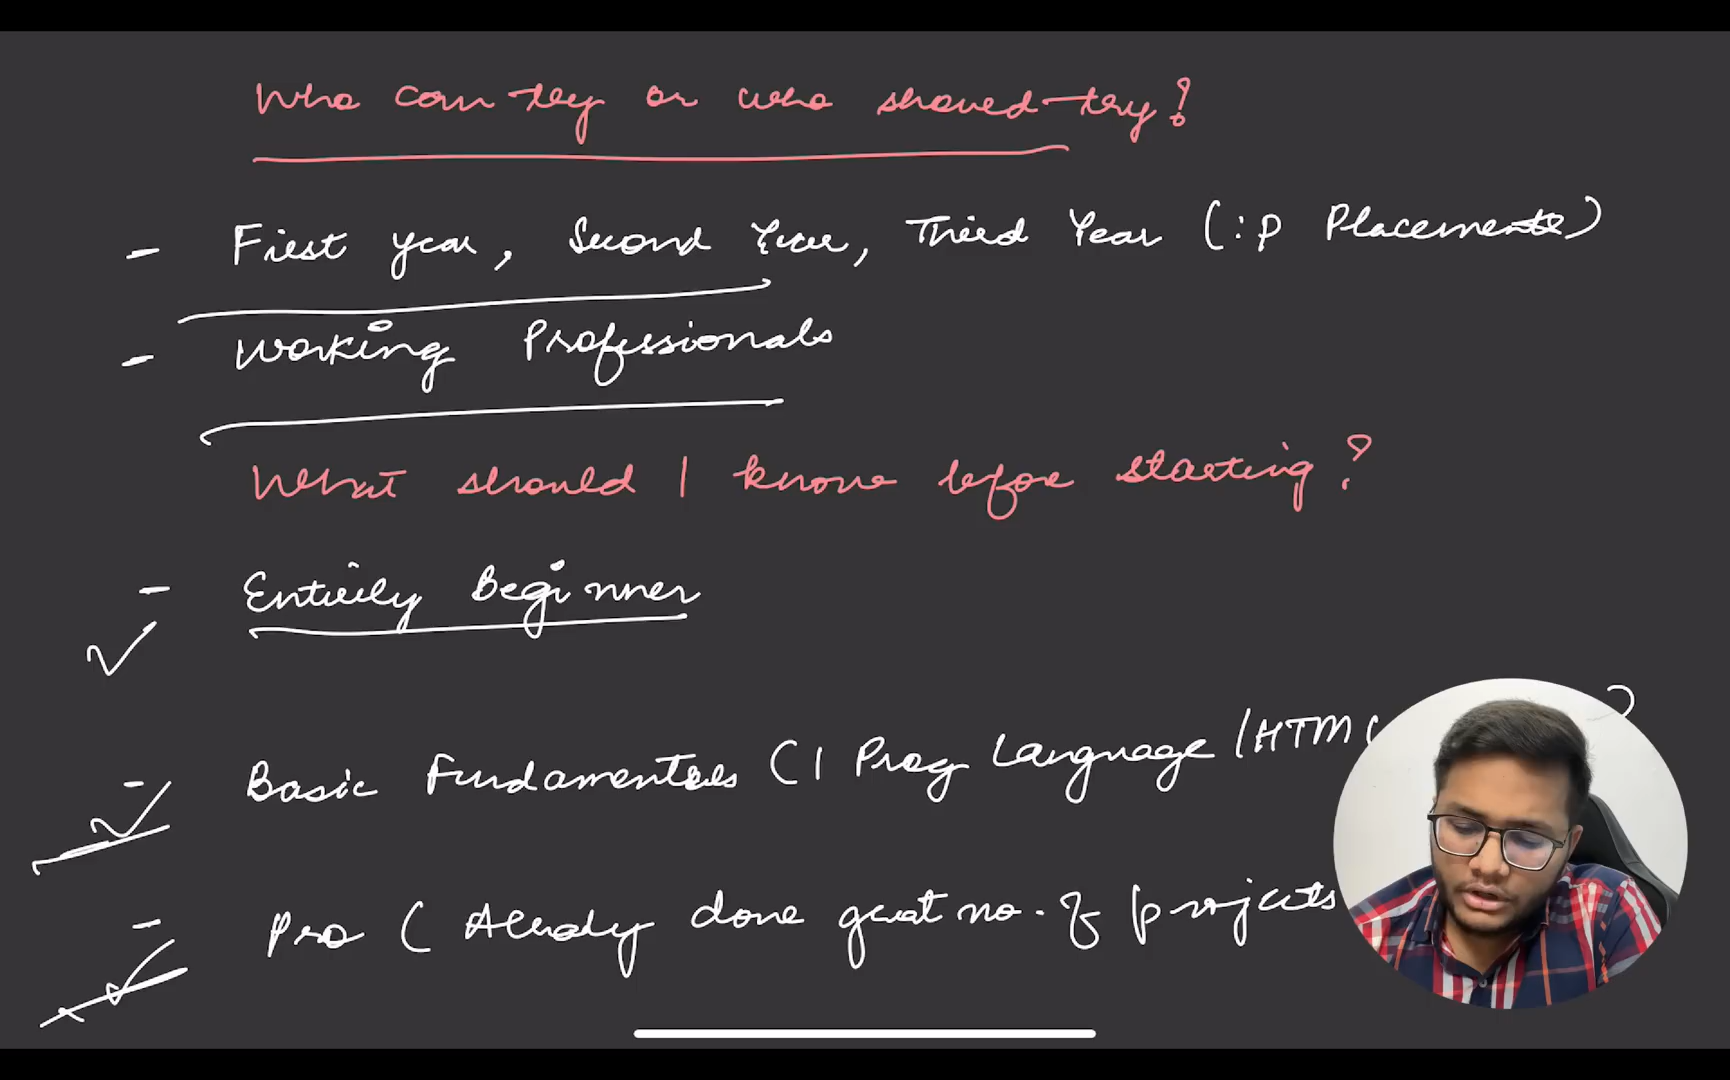 Who can try or who should try?
- First year, Second Year, Third Year (:P Placements)
- Working Professionals
What should I know before starting?
- Entirely Beginner
- Basic Fundamentals (1 Prog Language / HTML
- Pro ( Already done great no. of projects